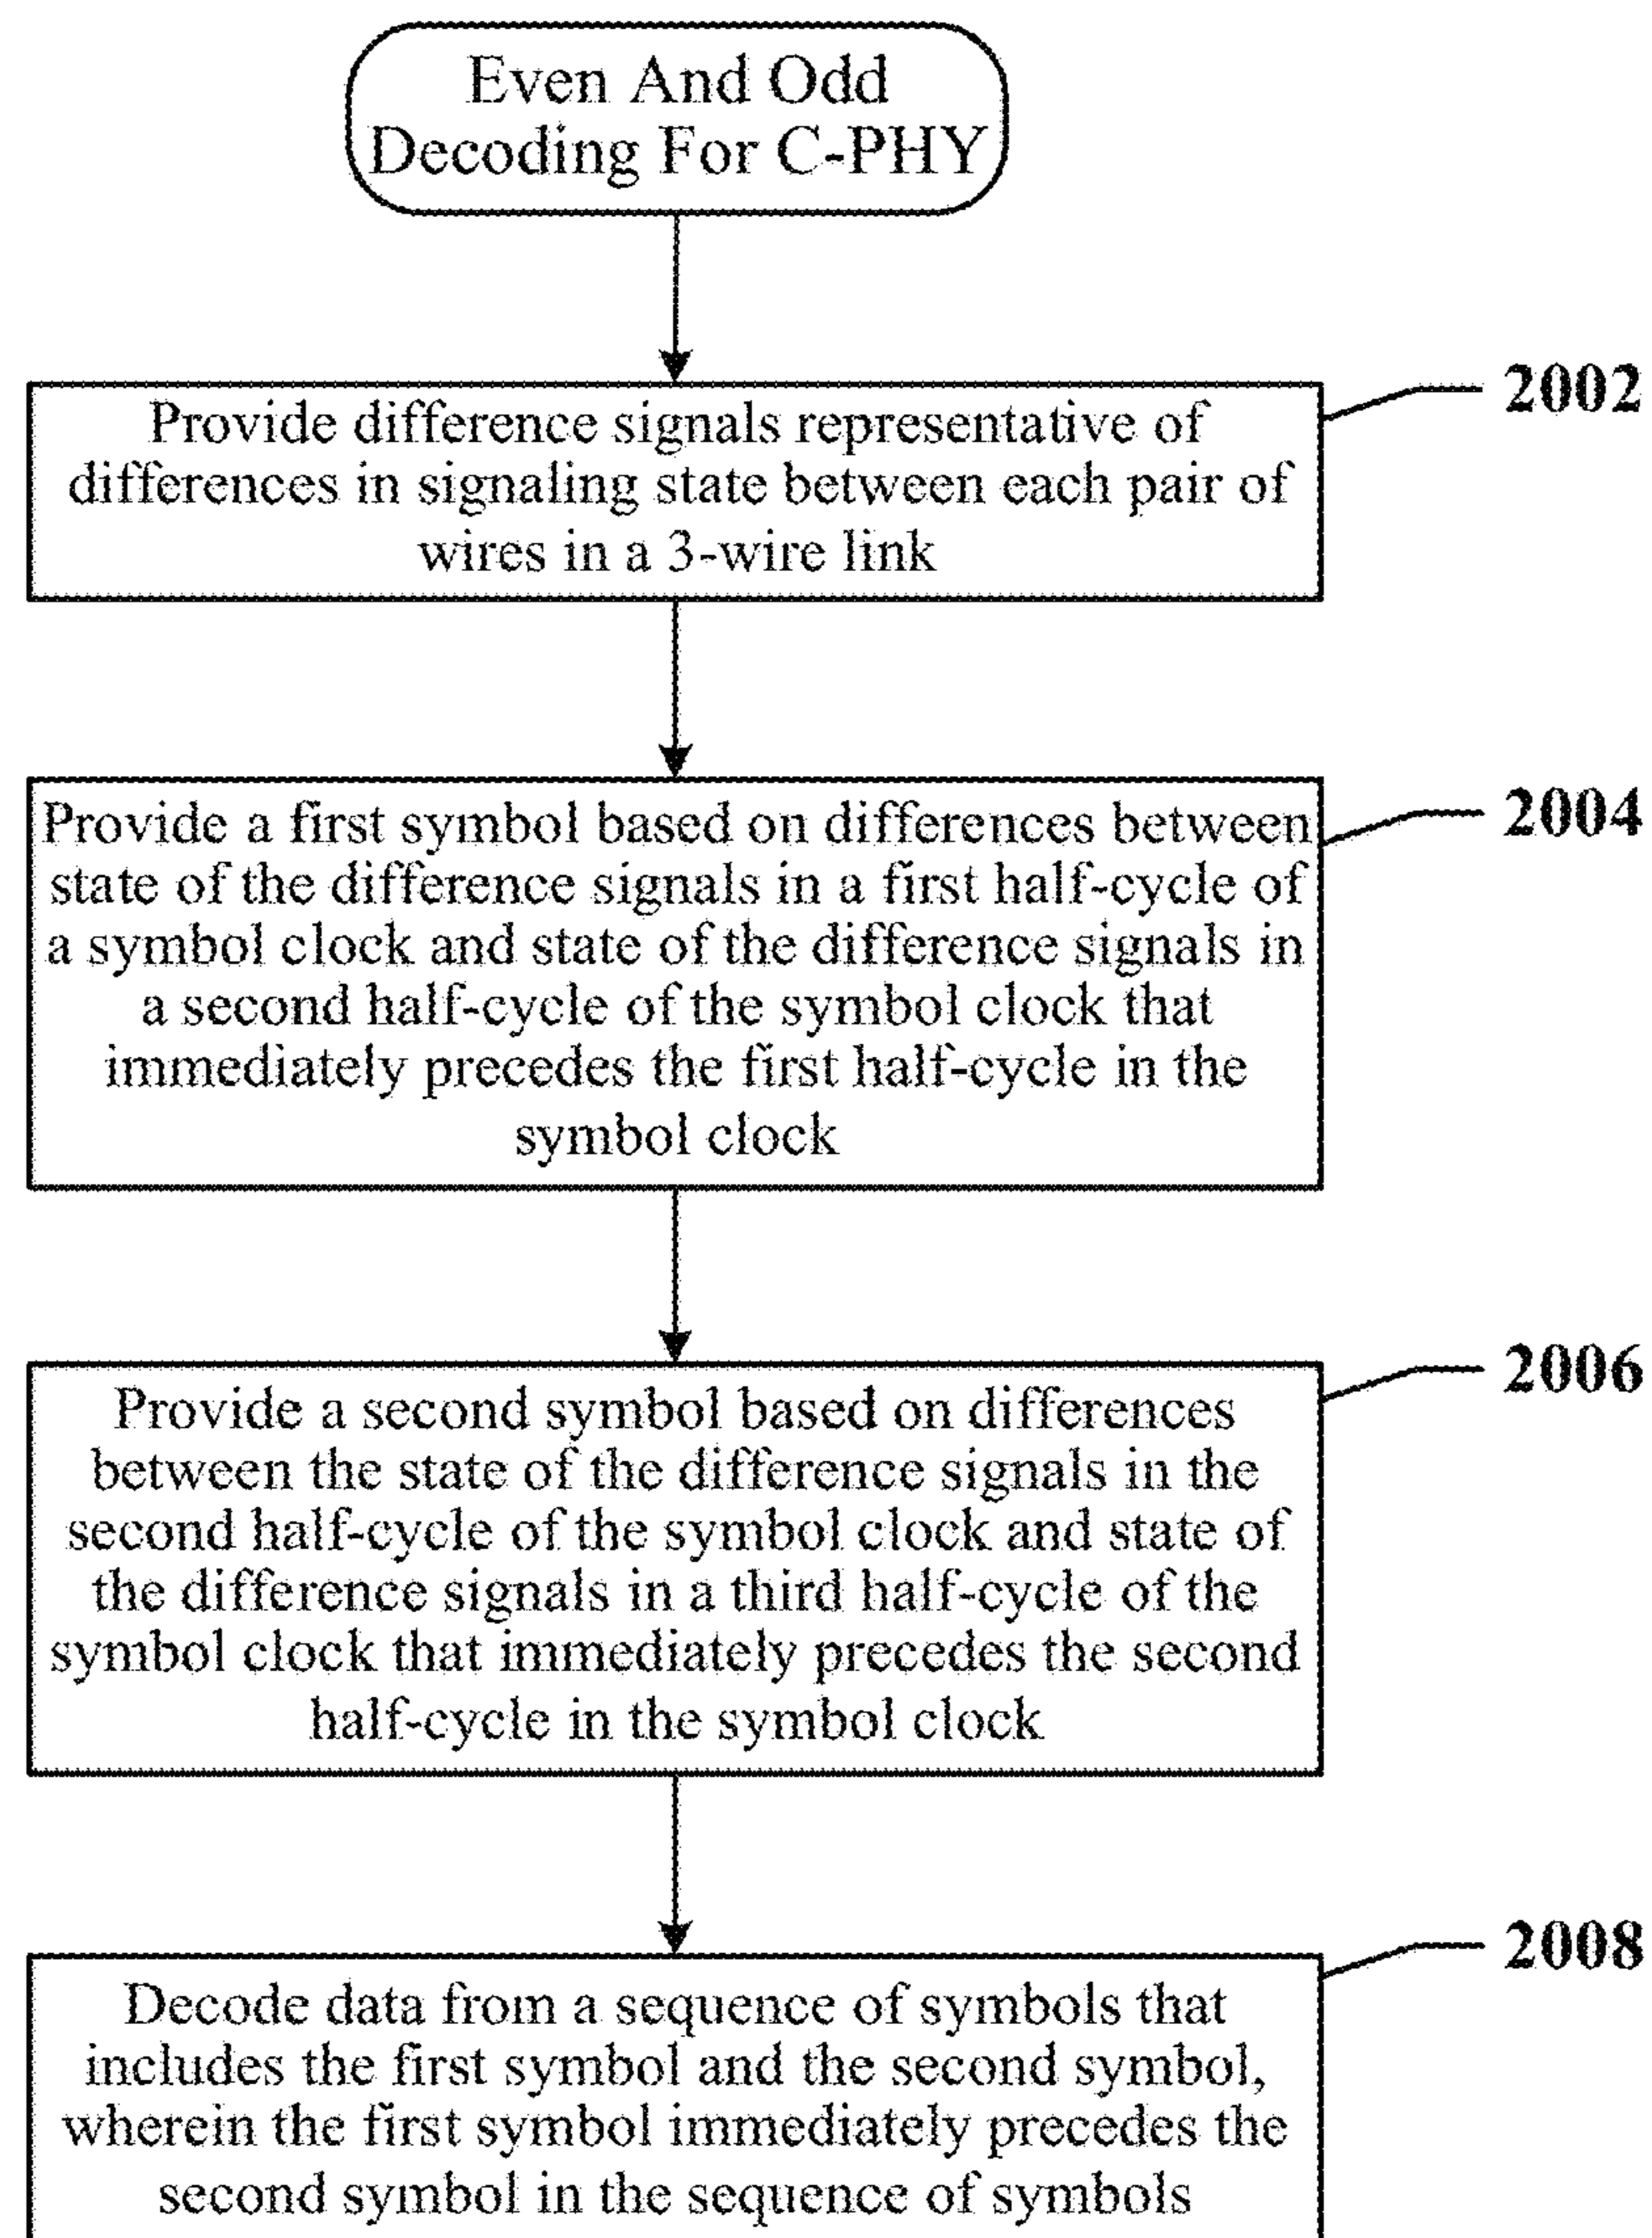 Even And Odd
Decoding For C-PHY
2002
Provide difference signals representative of
differences in signaling state between each pair of
wires in a 3-wire link
2004
Provide a first symbol based on differences between
state of the difference signals in a first half-cycle of
a symbol clock and state of the difference signals in
a second half-cycle of the symbol clock that
immediately precedes the first half-cycle in the
symbol clock
2006
Provide a second symbol based on differences
between the state of the difference signals in the
second half-cycle of the symbol clock and state of
the difference signals in a third half-cycle of the
symbol clock that immediately precedes the second
half-cycle in the symbol clock
2008
Decode data from a sequence of symbols that
includes the first symbol and the second symbol,
wherein the first symbol immediately precedes the
second symbol in the sequence of symbols